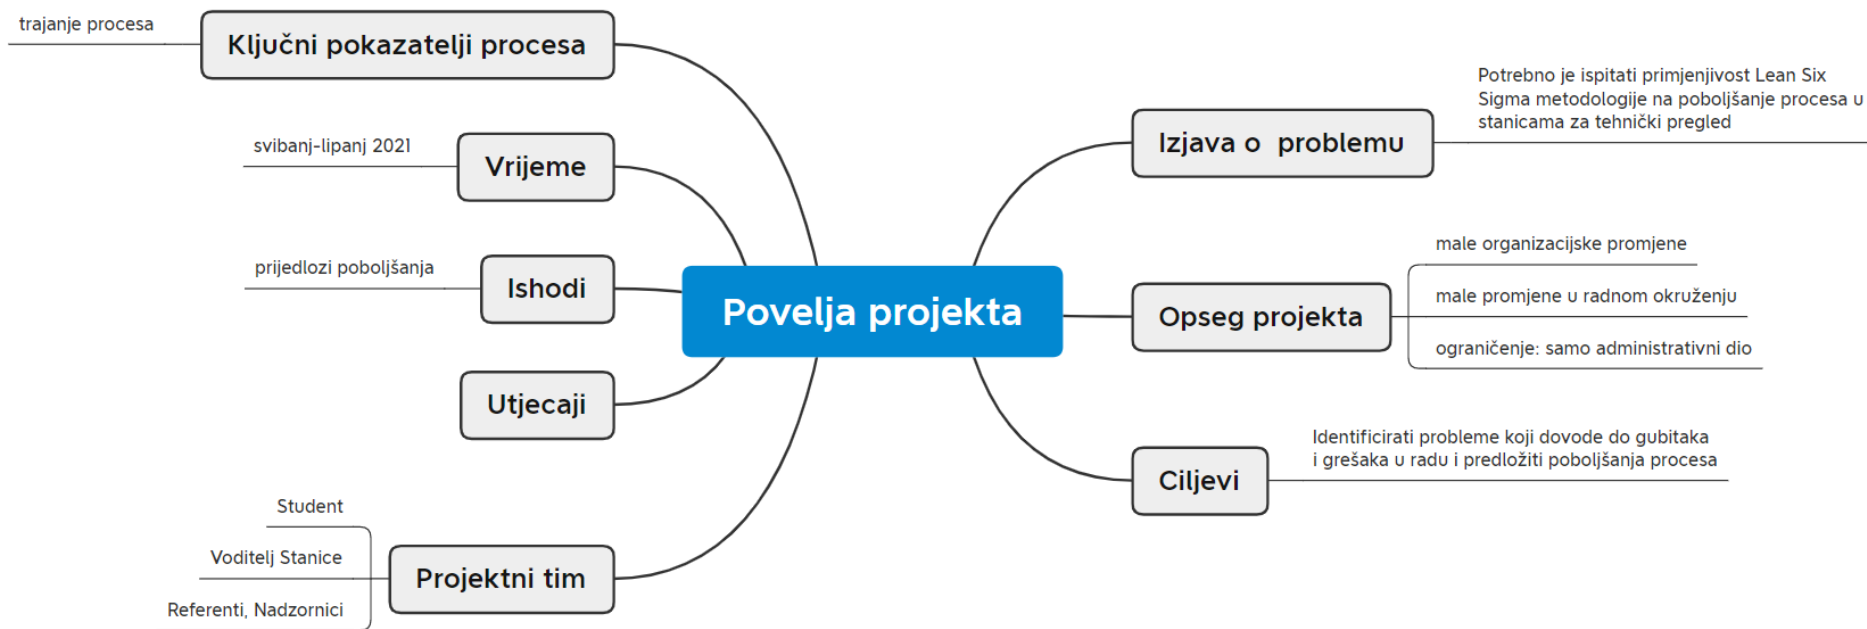 trajanje procesa
Ključni pokazatelji procesa
svibanj-lipanj 2021
Vrijeme
prijedlozi poboljšanja
Ishodi
Utjecaji
Student
Voditelj Stanice
Referenti, Nadzornici
Projektni tim
Povelja projekta
Izjava o problemu
Potrebno je ispitati primjenjivost Lean Six
Sigma metodologije na poboljšanje procesa u
stanicama za tehnički pregled
Opseg projekta
male organizacijske promjene
male promjene u radnom okruženju
ograničenje: samo administrativni dio
Ciljevi
Identificirati probleme koji dovode do gubitaka
i grešaka u radu i predložiti poboljšanja procesa